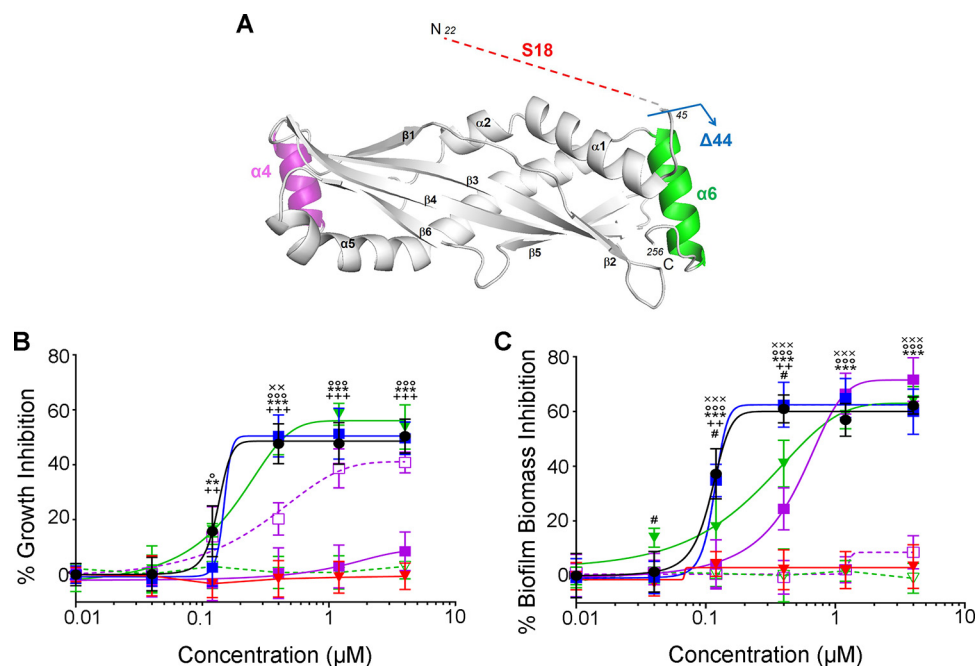 A
N 22
S18
45
Δ44
β1
α2
α1
α4
β3
α6
β4
β6
α5
β5
β2
256
C
B
C
80
60
40
20
0
% Growth Inhibition
0.01
0.1
1
10
Concentration (µM)
80
60
40
20
0
% Biofilm Biomass Inhibition
0.01
0.1
1
10
Concentration (µM)
#
#
#